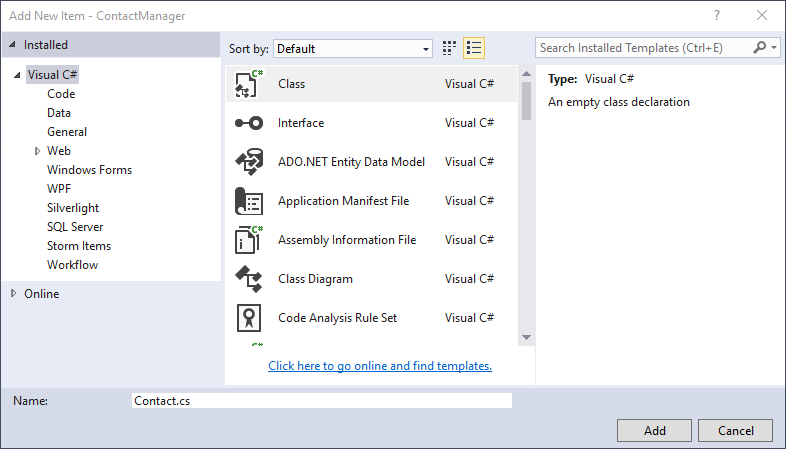 Add New Item - ContactManager
Installed
Sort by: Default
Search Installed Templates (Ctrl+E)
Visual C#
Code
Data
General
Web
Windows Forms
WPF
Silverlight
SQL Server
Storm Items
Workflow
Online
C# Class Visual C#
Interface Visual C#
ADO.NET Entity Data Model Visual C#
Application Manifest File Visual C#
C# Assembly Information File Visual C#
Class Diagram Visual C#
Code Analysis Rule Set Visual C#
C#
Click here to go online and find templates.
Type: Visual C#
An empty class declaration
Name: Contact.cs
Add Cancel